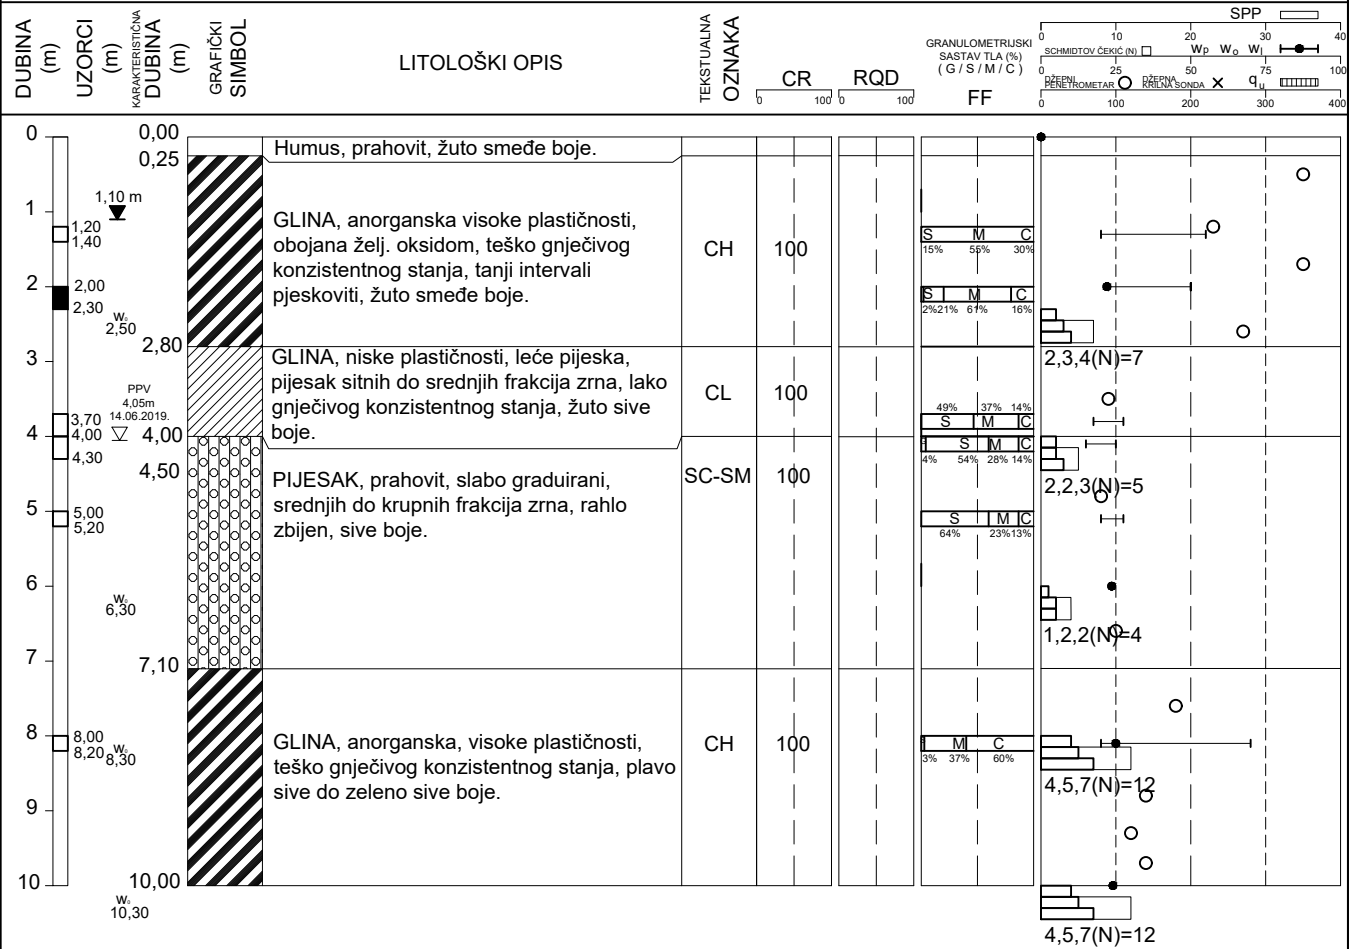 DUBINA (m)
UZORCI (m)
KARAKTERISTIČNA DUBINA (m)
GRAFIČKI SIMBOL
LITOLOŠKI OPIS
TEKSTUALNA OZNAKA
CR
0 100
RQD
0 100
GRANULOMETRIJSKI
SASTAV TLA (%)
( G / S / M / C )
FF
SPP
0 10 20 30 40
SCHMIDTOV ČEKIĆ (N) wP wo wl
0 25 50 75 100
DŽEPNI PENETROMETAR DŽEPNA KRILNA SONDA qu
0 100 200 300 400
0
0,00
Humus, prahovit, žuto smeđe boje.
0,25
1,10 m
1
1,20
1,40
GLINA, anorganska visoke plastičnosti,
obojana želj. oksidom, teško gnječivog
konzistentnog stanja, tanji intervali
pjeskoviti, žuto smeđe boje.
CH
100
S M C
15% 55% 30%
2
2,00
2,30
S M C
2% 21% 61% 16%
w₀
2,50
2,80
2,3,4(N)=7
3
GLINA, niske plastičnosti, leće pijeska,
pijesak sitnih do srednjih frakcija zrna, lako
gnječivog konzistentnog stanja, žuto sive
boje.
CL
100
PPV
4,05m
14.06.2019.
49% 37% 14%
S M C
3,70
4
4,00
4,00
4,30
S M C
4% 54% 28% 14%
4,50
PIJESAK, prahovit, slabo graduirani,
srednjih do krupnih frakcija zrna, rahlo
zbijen, sive boje.
SC-SM
100
2,2,3(N)=5
5
5,00
5,20
S M C
64% 23% 13%
6
w₀
6,30
1,2,2(N)=4
7
7,10
8
8,00
8,20
w₀
8,30
GLINA, anorganska, visoke plastičnosti,
teško gnječivog konzistentnog stanja, plavo
sive do zeleno sive boje.
CH
100
M C
3% 37% 60%
4,5,7(N)=12
9
10
10,00
w₀
10,30
4,5,7(N)=12